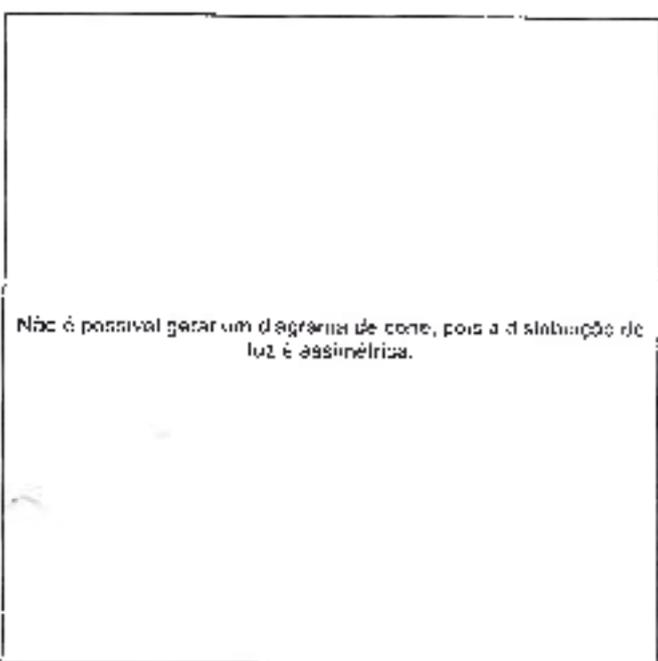 Não é possível gerar um diagrama de cone, pois a distribuição de
luz é assimétrica.